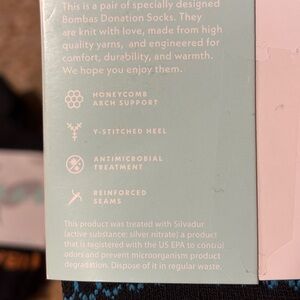 This is a pair of specially designed
Bombas Donation Socks. They
are knit with love, made from high
quality yarns, and engineered for
comfort, durability, and warmth.
We hope you enjoy them.
HONEYCOMB
ARCH SUPPORT
Y-STITCHED HEEL
ANTIMICROBIAL
TREATMENT
REINFORCED
SEAMS
This product was treated with Silvadur
(active substance: silver nitrate) a product
that is registered with the US EPA to control
odors and prevent microorganism product
degradation. Dispose of it in regular waste.